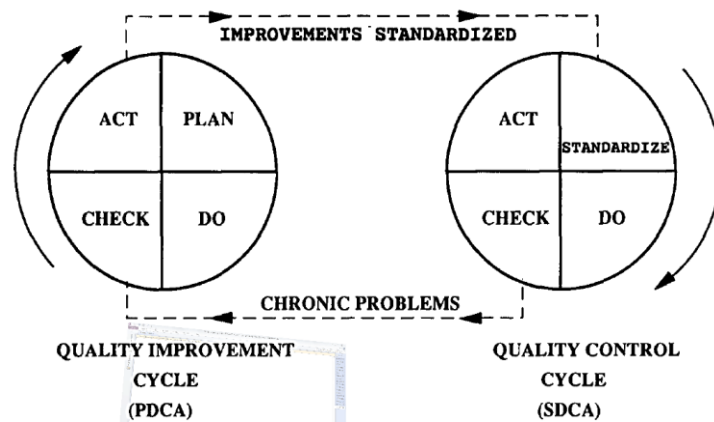 IMPROVEMENTS STANDARDIZED
ACT PLAN
CHECK DO
ACT STANDARDIZE
CHECK DO
CHRONIC PROBLEMS
QUALITY IMPROVEMENT
CYCLE
(PDCA)
QUALITY CONTROL
CYCLE
(SDCA)